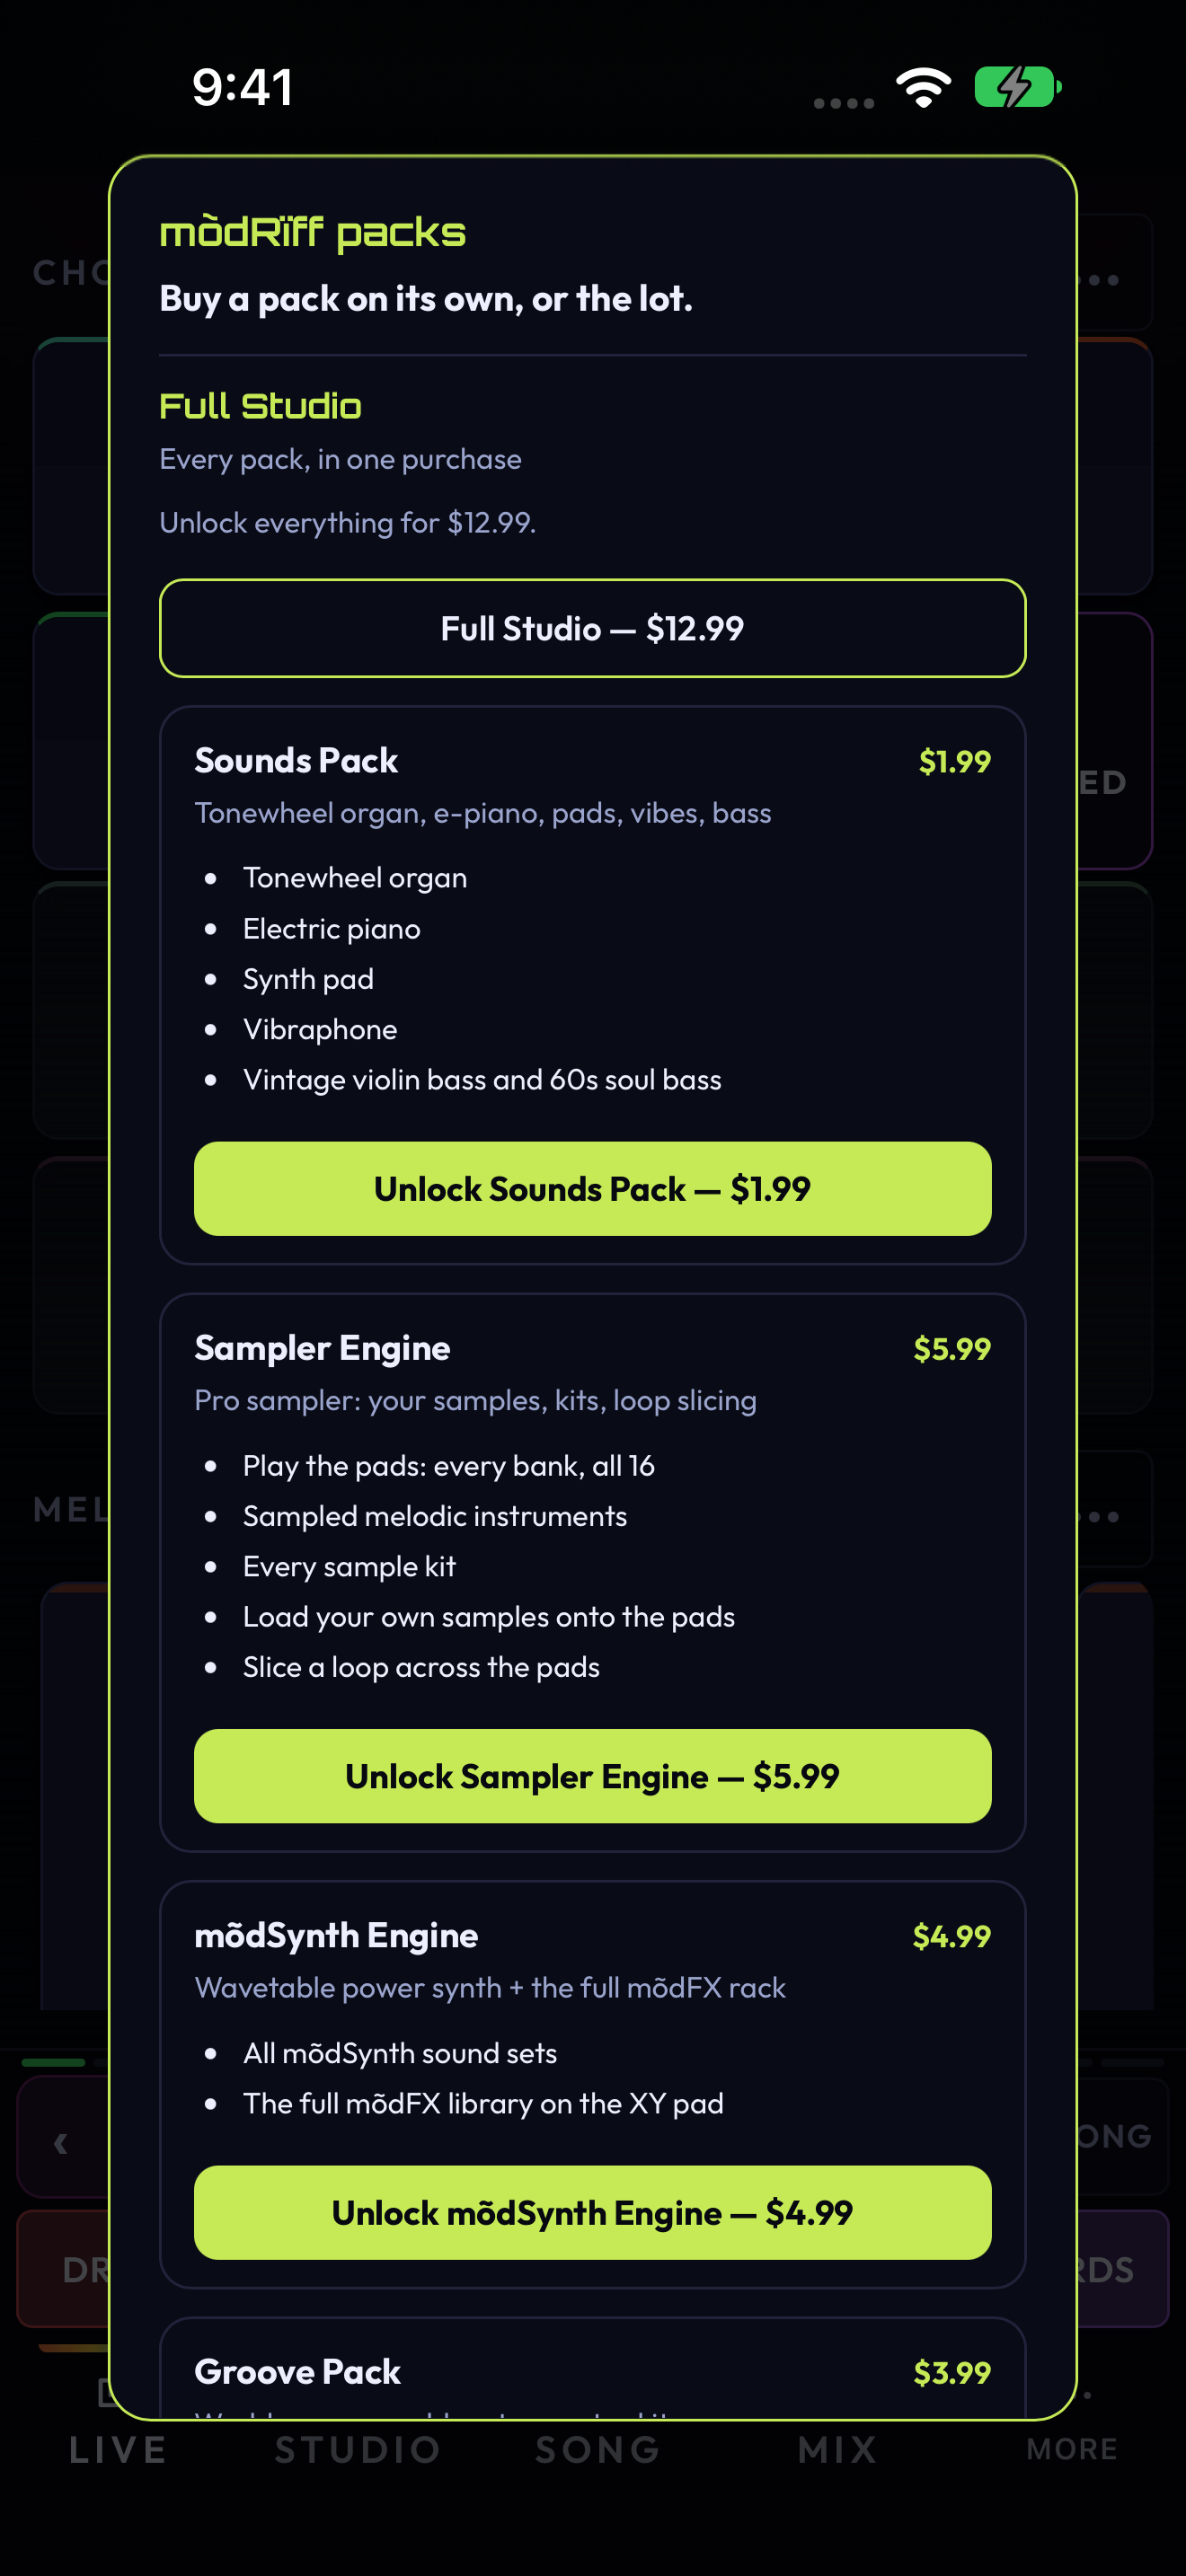 9:41
CHO
mòdRïff packs
Buy a pack on its own, or the lot.
Full Studio
Every pack, in one purchase
Unlock everything for $12.99.
Full Studio — $12.99
Sounds Pack
$1.99
ED
Tonewheel organ, e-piano, pads, vibes, bass
• Tonewheel organ
• Electric piano
• Synth pad
• Vibraphone
• Vintage violin bass and 60s soul bass
Unlock Sounds Pack — $1.99
Sampler Engine
$5.99
Pro sampler: your samples, kits, loop slicing
• Play the pads: every bank, all 16
MEL
• Sampled melodic instruments
• Every sample kit
• Load your own samples onto the pads
• Slice a loop across the pads
Unlock Sampler Engine — $5.99
mõdSynth Engine
$4.99
Wavetable power synth + the full mõdFX rack
• All mõdSynth sound sets
• The full mõdFX library on the XY pad
ONG
Unlock mõdSynth Engine — $4.99
DR
RDS
Groove Pack
$3.99
LIVE
STUDIO
SONG
MIX
MORE